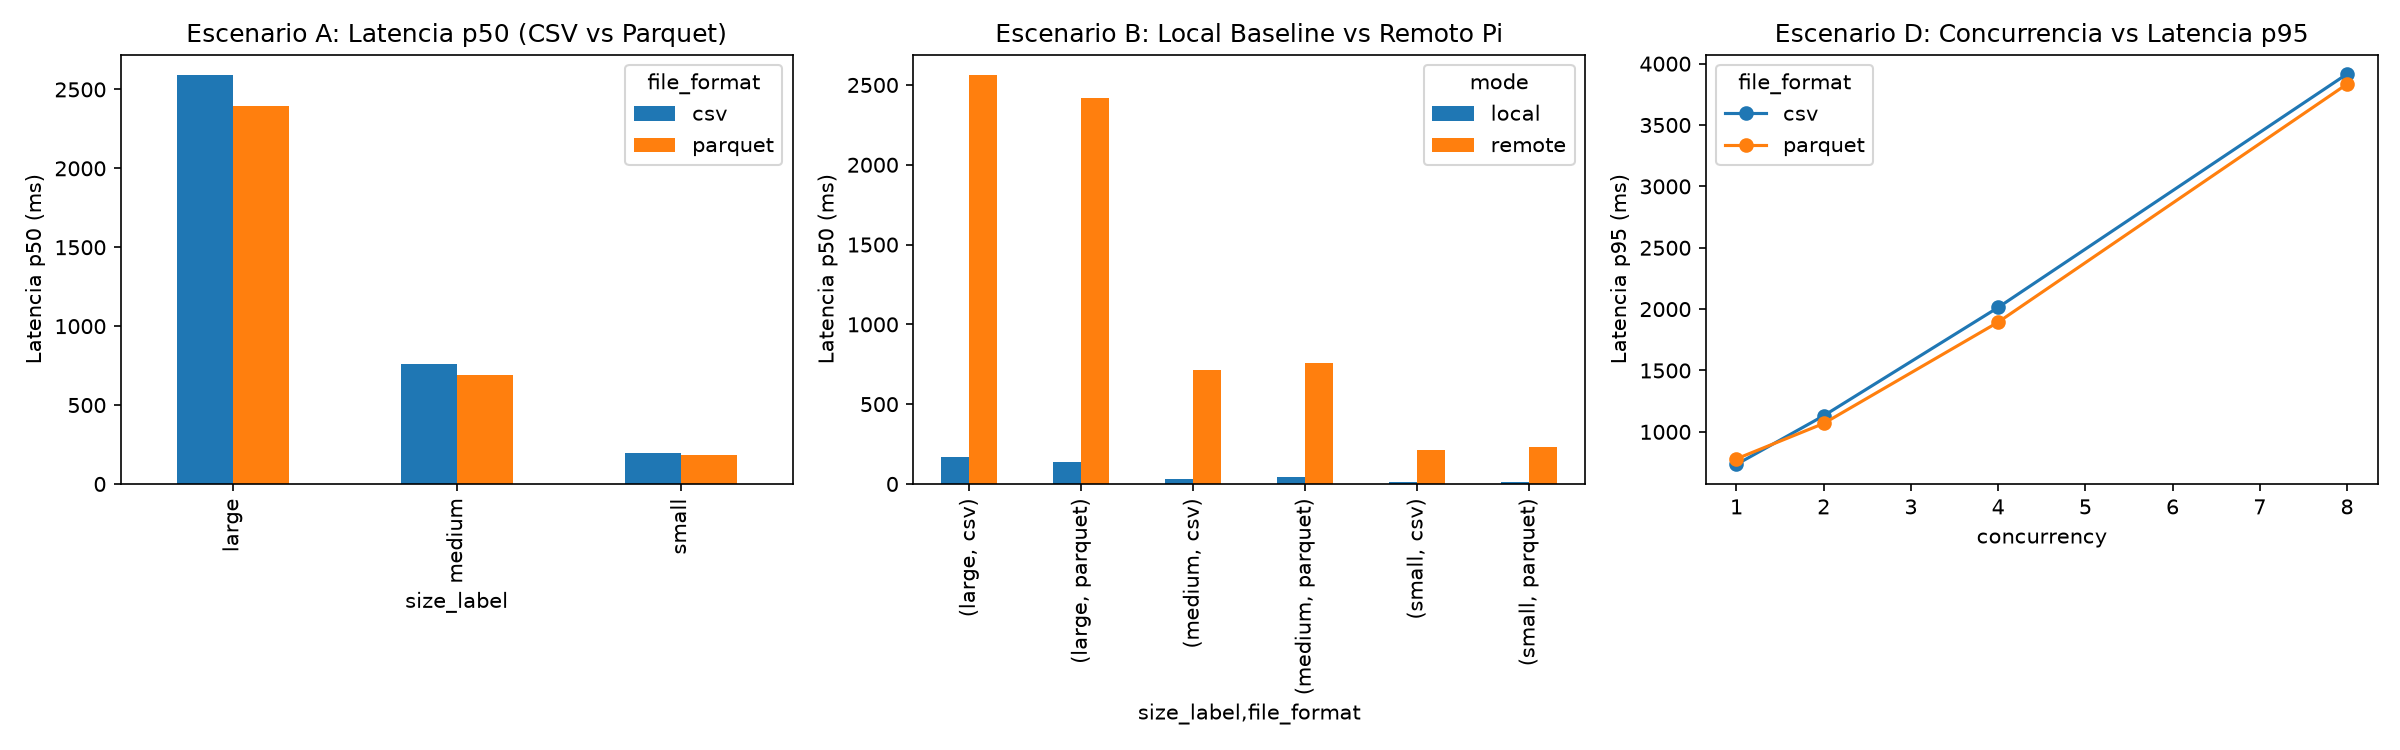 Escenario A: Latencia p50 (CSV vs Parquet)
Latencia p50 (ms)
2500
2000
1500
1000
500
0
file_format
csv
parquet
large
medium
small
size_label
Escenario B: Local Baseline vs Remoto Pi
Latencia p50 (ms)
2500
2000
1500
1000
500
0
mode
local
remote
(large, csv)
(large, parquet)
(medium, csv)
(medium, parquet)
(small, csv)
(small, parquet)
size_label,file_format
Escenario D: Concurrencia vs Latencia p95
Latencia p95 (ms)
4000
3500
3000
2500
2000
1500
1000
file_format
csv
parquet
1 2 3 4 5 6 7 8
concurrency